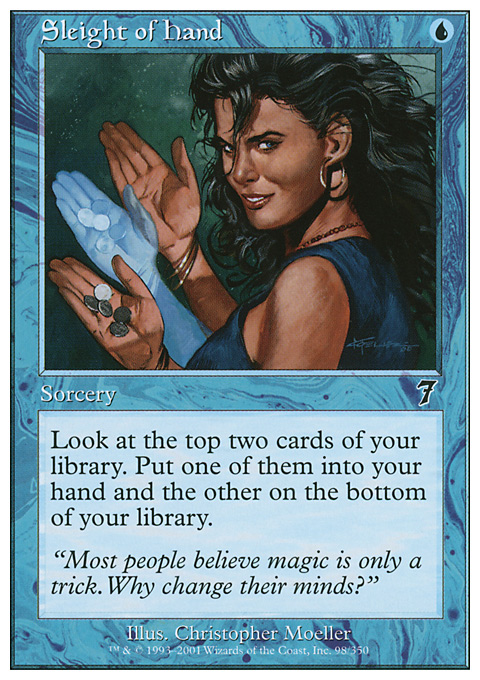 Sleight of Hand
Sorcery
7
Look at the top two cards of your
library. Put one of them into your
hand and the other on the bottom
of your library.
“Most people believe magic is only a
trick. Why change their minds?”
Illus. Christopher Moeller
™ & © 1993–2001 Wizards of the Coast, Inc. 98/350